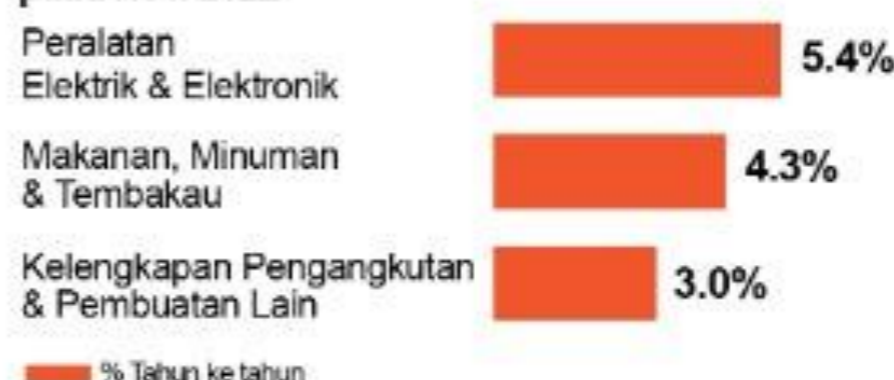 Peralatan
Elektrik & Elektronik
5.4%
Makanan, Minuman
& Tembakau
4.3%
Kelengkapan Pengangkutan
& Pembuatan Lain
3.0%
% Tahun ke tahun